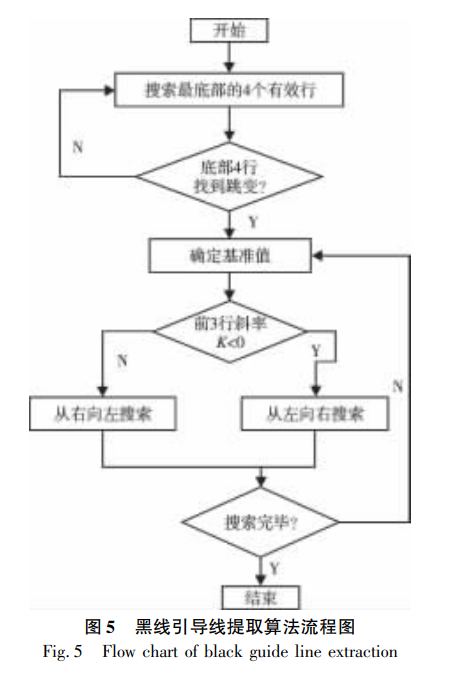 开始
搜索最底部的4个有效行
N
底部4行
找到跳变?
Y
确定基准值
前3行斜率
K<0
N
Y
N
从右向左搜索
从左向右搜索
搜索完毕?
Y
结束
图5 黑线引导线提取算法流程图
Fig. 5 Flow chart of black guide line extraction